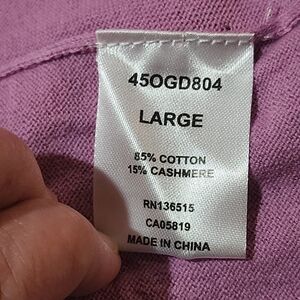 45OGD804
LARGE
85% COTTON
15% CASHMERE
RN136515
CA05819
MADE IN CHINA